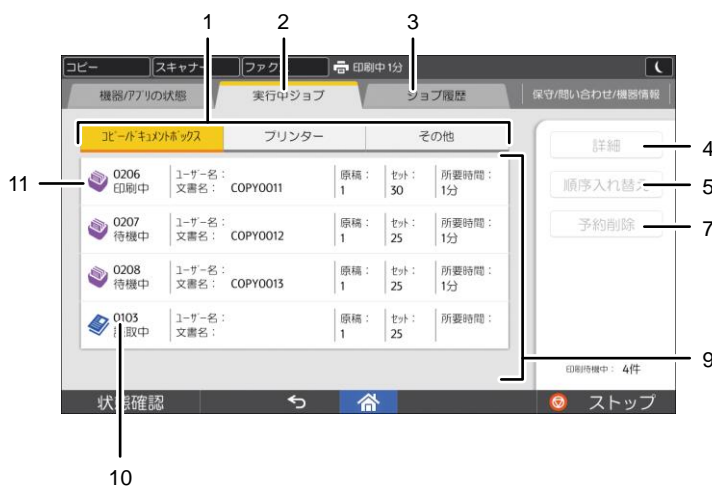 1 2 3
コピー スキャナー ファク 印刷中 1分
機器/アプリの状態 実行中ジョブ ジョブ履歴 保守/問い合わせ/機器情報
コピー/ドキュメントボックス プリンター その他
詳細 4
11 0206 ユーザー名： 原稿： セット： 所要時間：
印刷中 文書名： COPY0011 1 30 1分
順序入れ替え 5
0207 ユーザー名： 原稿： セット： 所要時間：
待機中 文書名： COPY0012 1 25 1分
予約削除 7
0208 ユーザー名： 原稿： セット： 所要時間：
待機中 文書名： COPY0013 1 25 1分
0103 ユーザー名： 原稿： セット： 所要時間：
取中 文書名： 1 25
9
印刷待機中： 4件
状態確認 ストップ
10